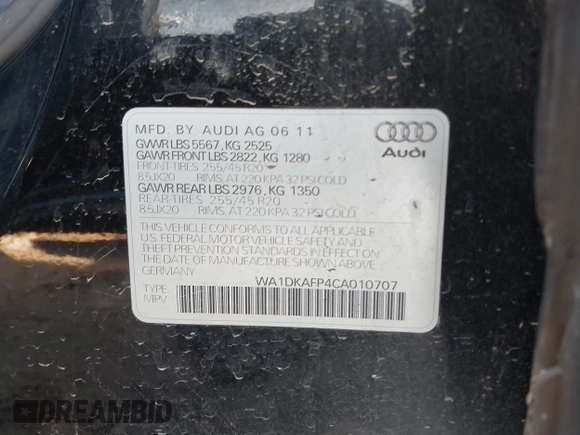 MFD. BY AUDI AG 06 11
GVWR LBS 5567, KG 2525
GAWR FRONT LBS 2822, KG 1280
FRONT-TIRES 255/45 R20
8.5JX20 RIMS, AT 220 KPA 32 PSI COLD
GAWR REAR LBS 2976, KG 1350
REAR-TIRES 255/45 R20
8.5JX20 RIMS, AT 220 KPA 32 PSI COLD
Audi
THIS VEHICLE CONFORMS TO ALL APPLICABLE
U.S. FEDERAL MOTOR VEHICLE SAFETY AND
THEFT PREVENTION STANDARDS IN EFFECT ON
THE DATE OF MANUFACTURE SHOWN ABOVE.
GERMANY
WA1DKAFP4CA010707
TYPE
MPV
DREAMBID